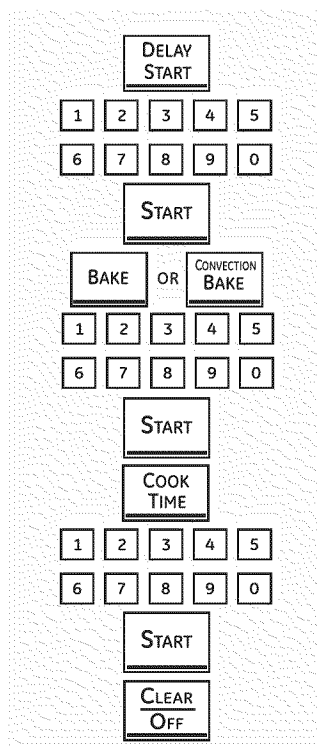 DELAY
START
1 2 3 4 5
6 7 8 9 0
START
BAKE OR CONVECTION BAKE
1 2 3 4 5
6 7 8 9 0
START
COOK
TIME
1 2 3 4 5
6 7 8 9 0
START
CLEAR
OFF